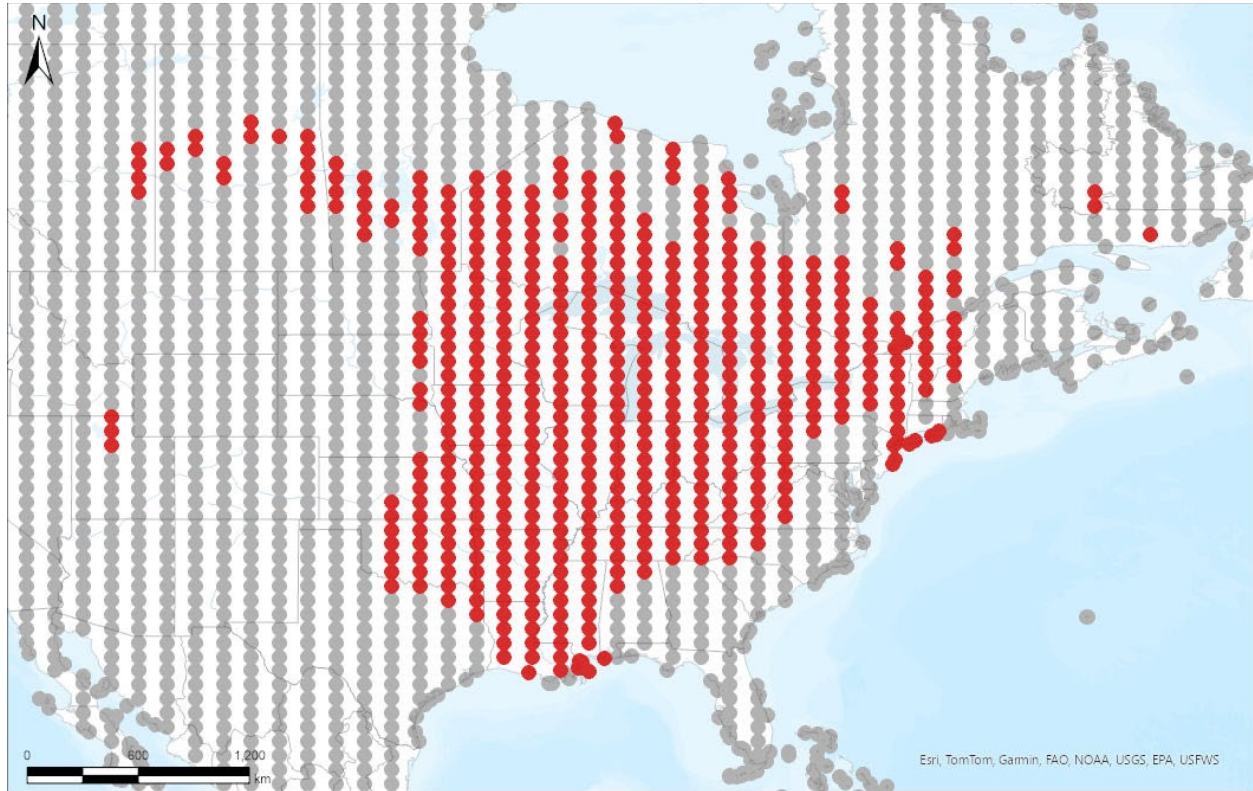 N
0 600 1,200
km
Esri, TomTom, Garmin, FAO, NOAA, USGS, EPA, USFWS